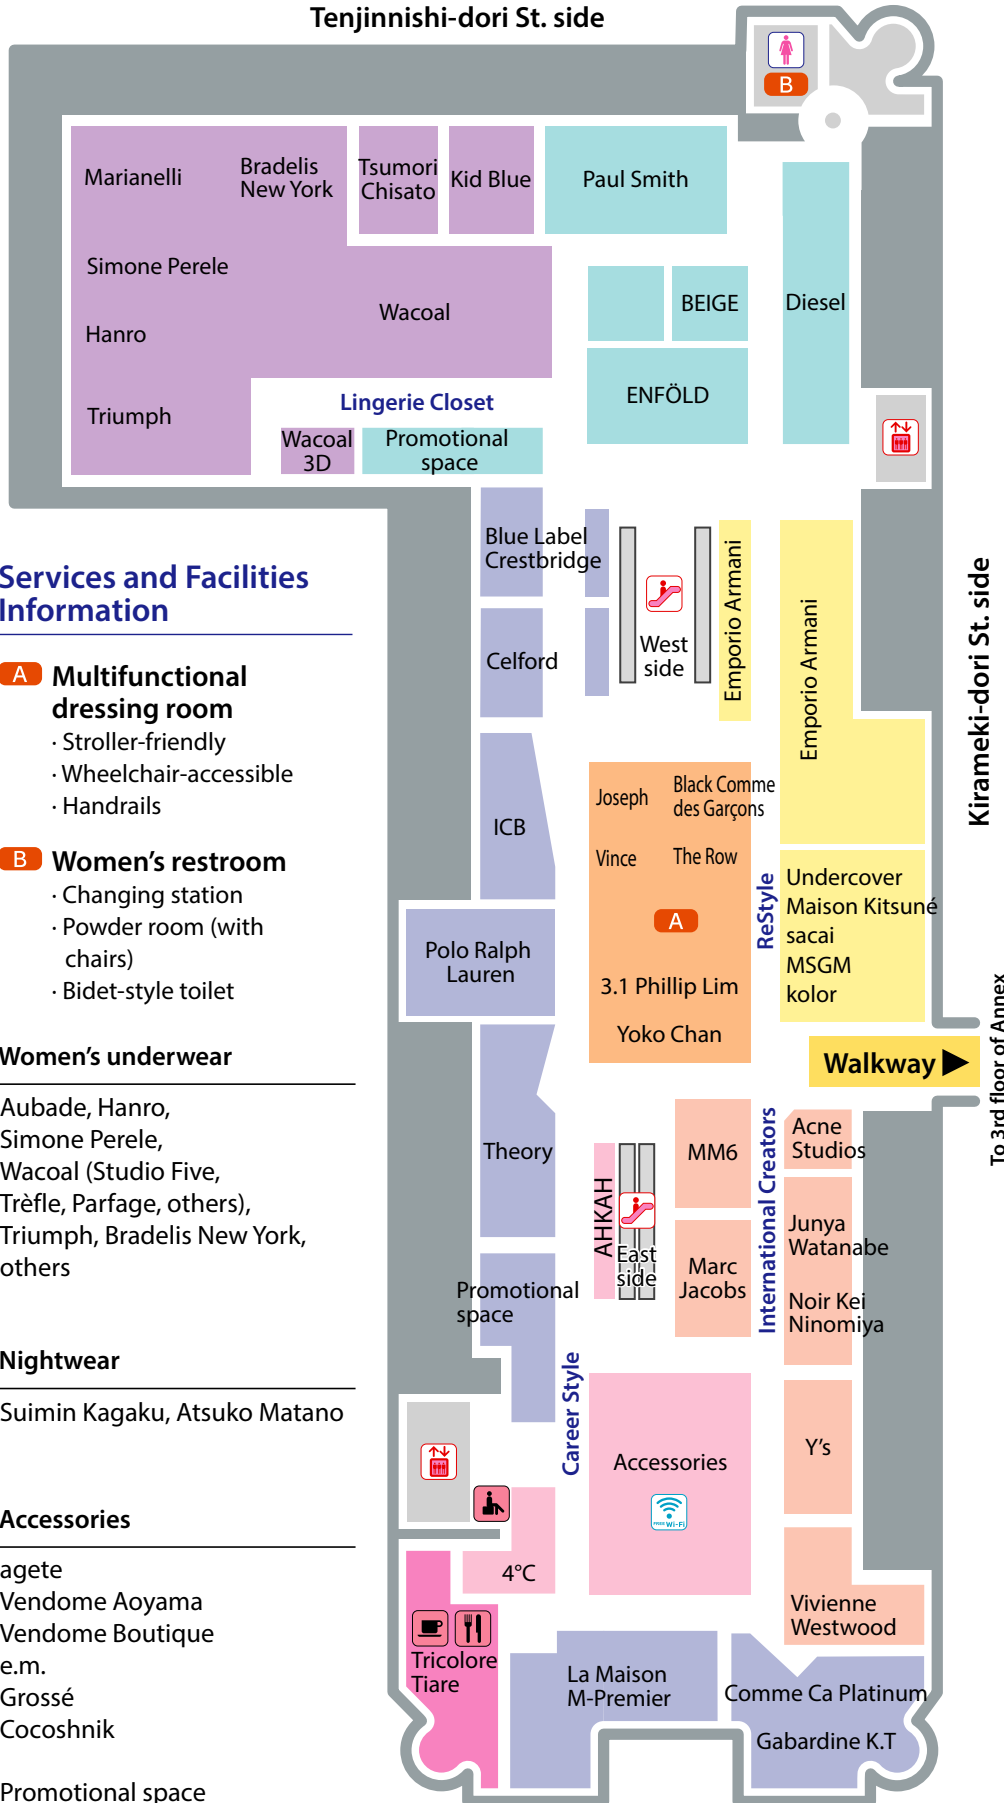 Tenjinnishi-dori St. side
B
Marianelli
Bradelis
New York
Tsumori
Chisato
Kid Blue
Paul Smith
Simone Perele
Wacoal
BEIGE
Diesel
Hanro
ENFÖLD
Triumph
Lingerie Closet
Wacoal
3D
Promotional
space
Blue Label
Crestbridge
West
side
Emporio Armani
Emporio Armani
Celford
Kirameki-dori St. side
Services and Facilities
Information
A Multifunctional
dressing room
· Stroller-friendly
· Wheelchair-accessible
· Handrails
B Women's restroom
· Changing station
· Powder room (with
chairs)
· Bidet-style toilet
Women's underwear
Aubade, Hanro,
Simone Perele,
Wacoal (Studio Five,
Trèfle, Parfage, others),
Triumph, Bradelis New York,
others
Nightwear
Suimin Kagaku, Atsuko Matano
Accessories
agete
Vendome Aoyama
Vendome Boutique
e.m.
Grossé
Cocoshnik
Promotional space
ICB
Joseph
Black Comme
des Garçons
Vince
The Row
A
3.1 Phillip Lim
Yoko Chan
ReStyle
Undercover
Maison Kitsuné
sacai
MSGM
kolor
Polo Ralph
Lauren
Walkway ▶
To 3rd floor of Annex
Theory
AHKAH
East
side
MM6
Marc
Jacobs
International Creators
Acne
Studios
Junya
Watanabe
Noir Kei
Ninomiya
Promotional
space
Career Style
Accessories
FREE Wi-Fi
Y's
4°C
Vivienne
Westwood
Tricolore
Tiare
La Maison
M-Premier
Comme Ca Platinum
Gabardine K.T